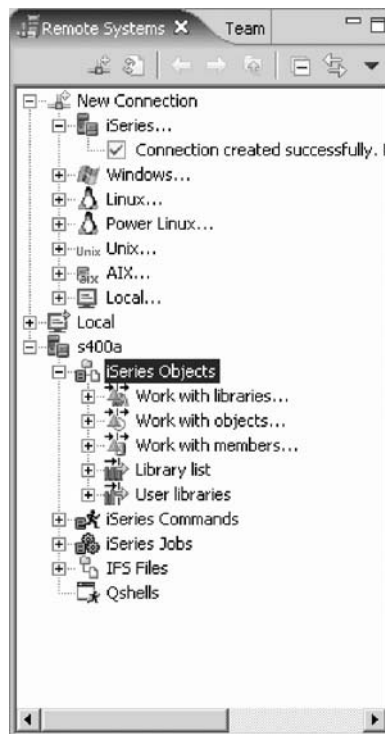 Remote Systems
Team
New Connection
iSeries...
Connection created successfully.
Windows...
Linux...
Power Linux...
Unix Unix...
aix AIX...
Local...
Local
s400a
iSeries Objects
Work with libraries...
Work with objects...
Work with members...
Library list
User libraries
iSeries Commands
iSeries Jobs
IFS Files
Qshells